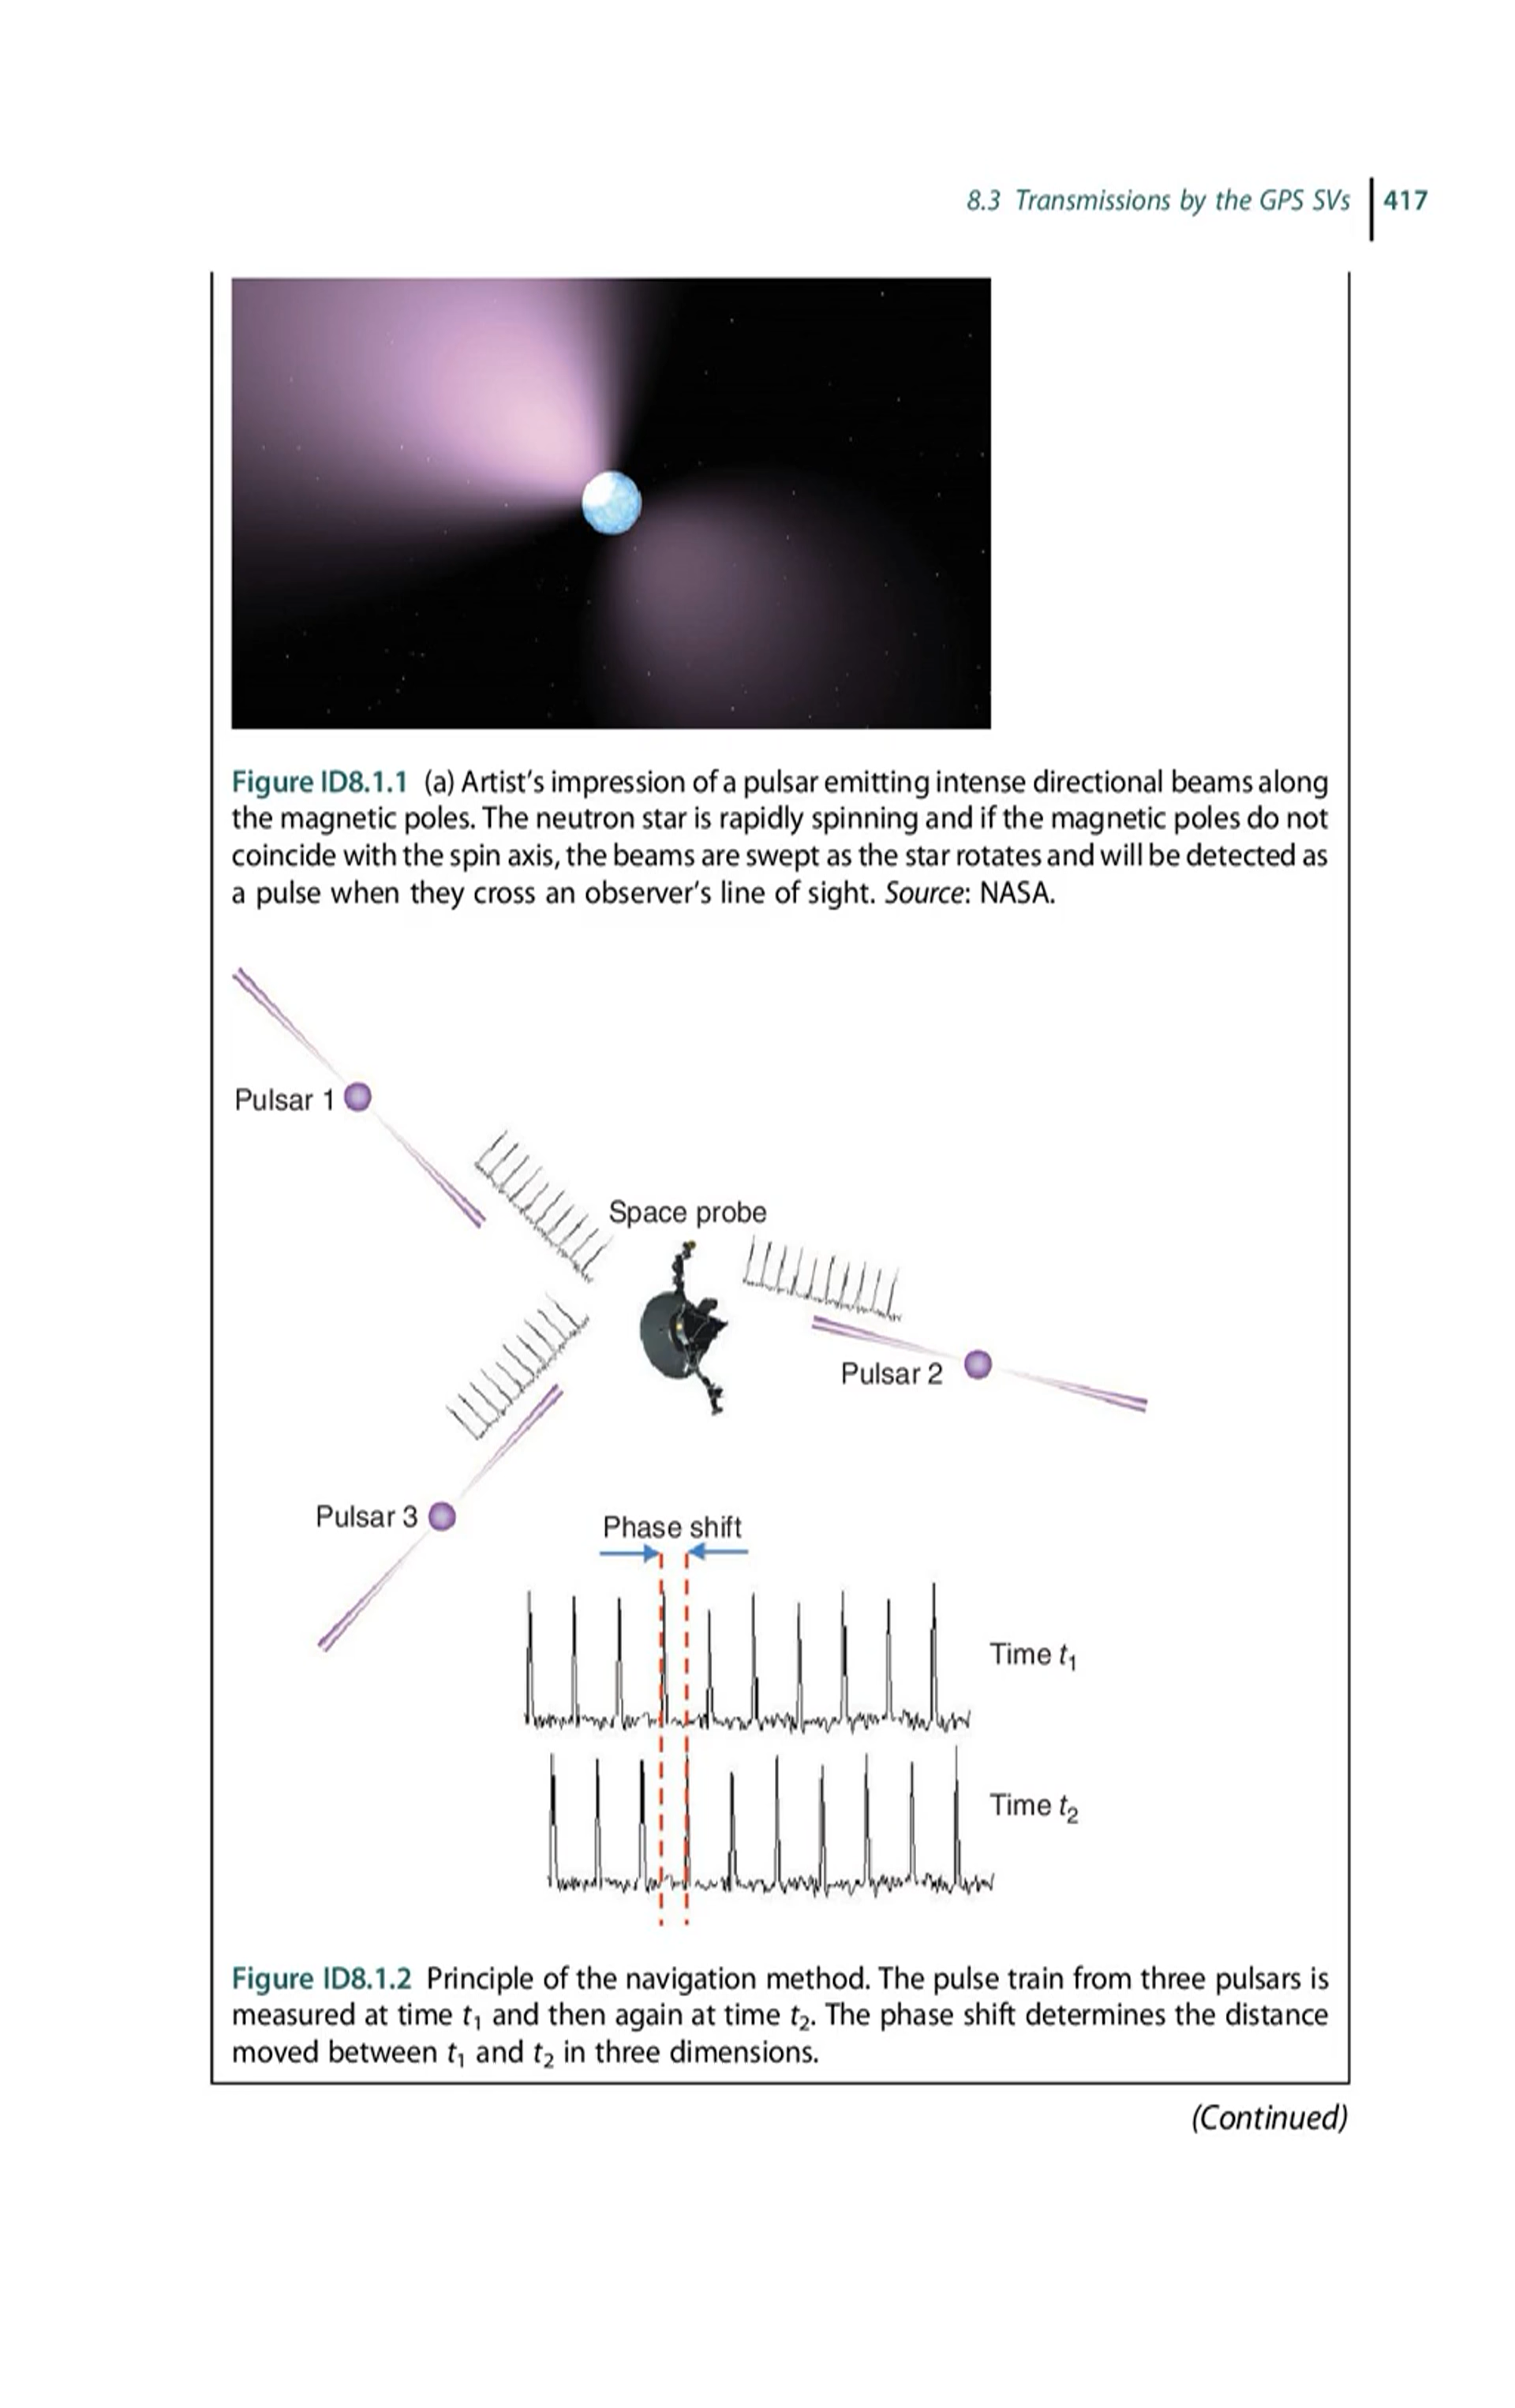 8.3 Transmissions by the GPS SVs 417
Figure ID8.1.1 (a) Artist's impression of a pulsar emitting intense directional beams along
the magnetic poles. The neutron star is rapidly spinning and if the magnetic poles do not
coincide with the spin axis, the beams are swept as the star rotates and will be detected as
a pulse when they cross an observer's line of sight. Source: NASA.
Pulsar 1
Space probe
Pulsar 2
Pulsar 3
Phase shift
Time t₁
Time t₂
Figure ID8.1.2 Principle of the navigation method. The pulse train from three pulsars is
measured at time t₁ and then again at time t₂. The phase shift determines the distance
moved between t₁ and t₂ in three dimensions.
(Continued)